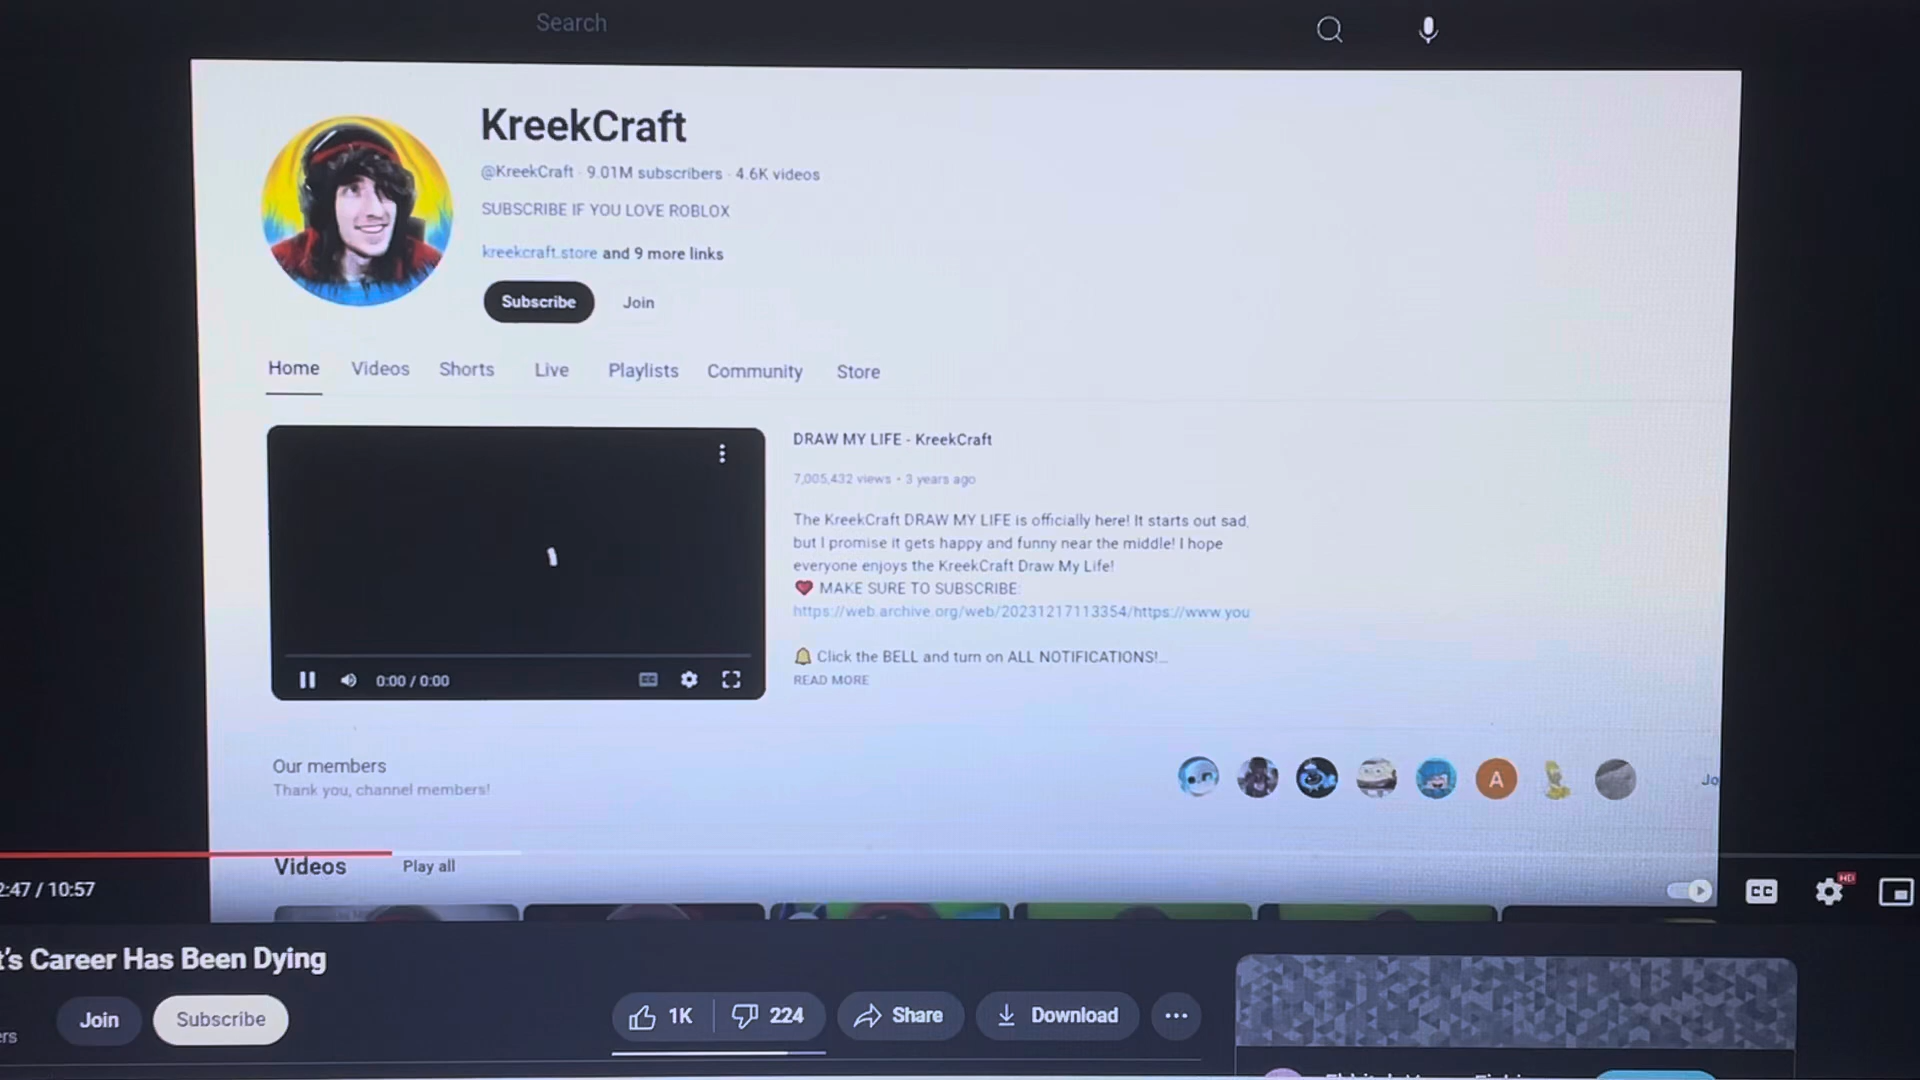 Search
KreekCraft
@KreekCraft · 9.01M subscribers · 4.6K videos
SUBSCRIBE IF YOU LOVE ROBLOX
kreekcraft.store and 9 more links
Subscribe Join
Home Videos Shorts Live Playlists Community Store
DRAW MY LIFE - KreekCraft
7,005,432 views • 3 years ago
The KreekCraft DRAW MY LIFE is officially here! It starts out sad,
but I promise it gets happy and funny near the middle! I hope
everyone enjoys the KreekCraft Draw My Life!
❤️ MAKE SURE TO SUBSCRIBE:
https://web.archive.org/web/20231217113354/https://www.you
🔔 Click the BELL and turn on ALL NOTIFICATIONS!...
READ MORE
0:00 / 0:00
CC
Our members
Thank you, channel members!
A
Jo
Videos Play all
2:47 / 10:57
CC
HD
t's Career Has Been Dying
ers
Join
Subscribe
1K
224
Share
Download